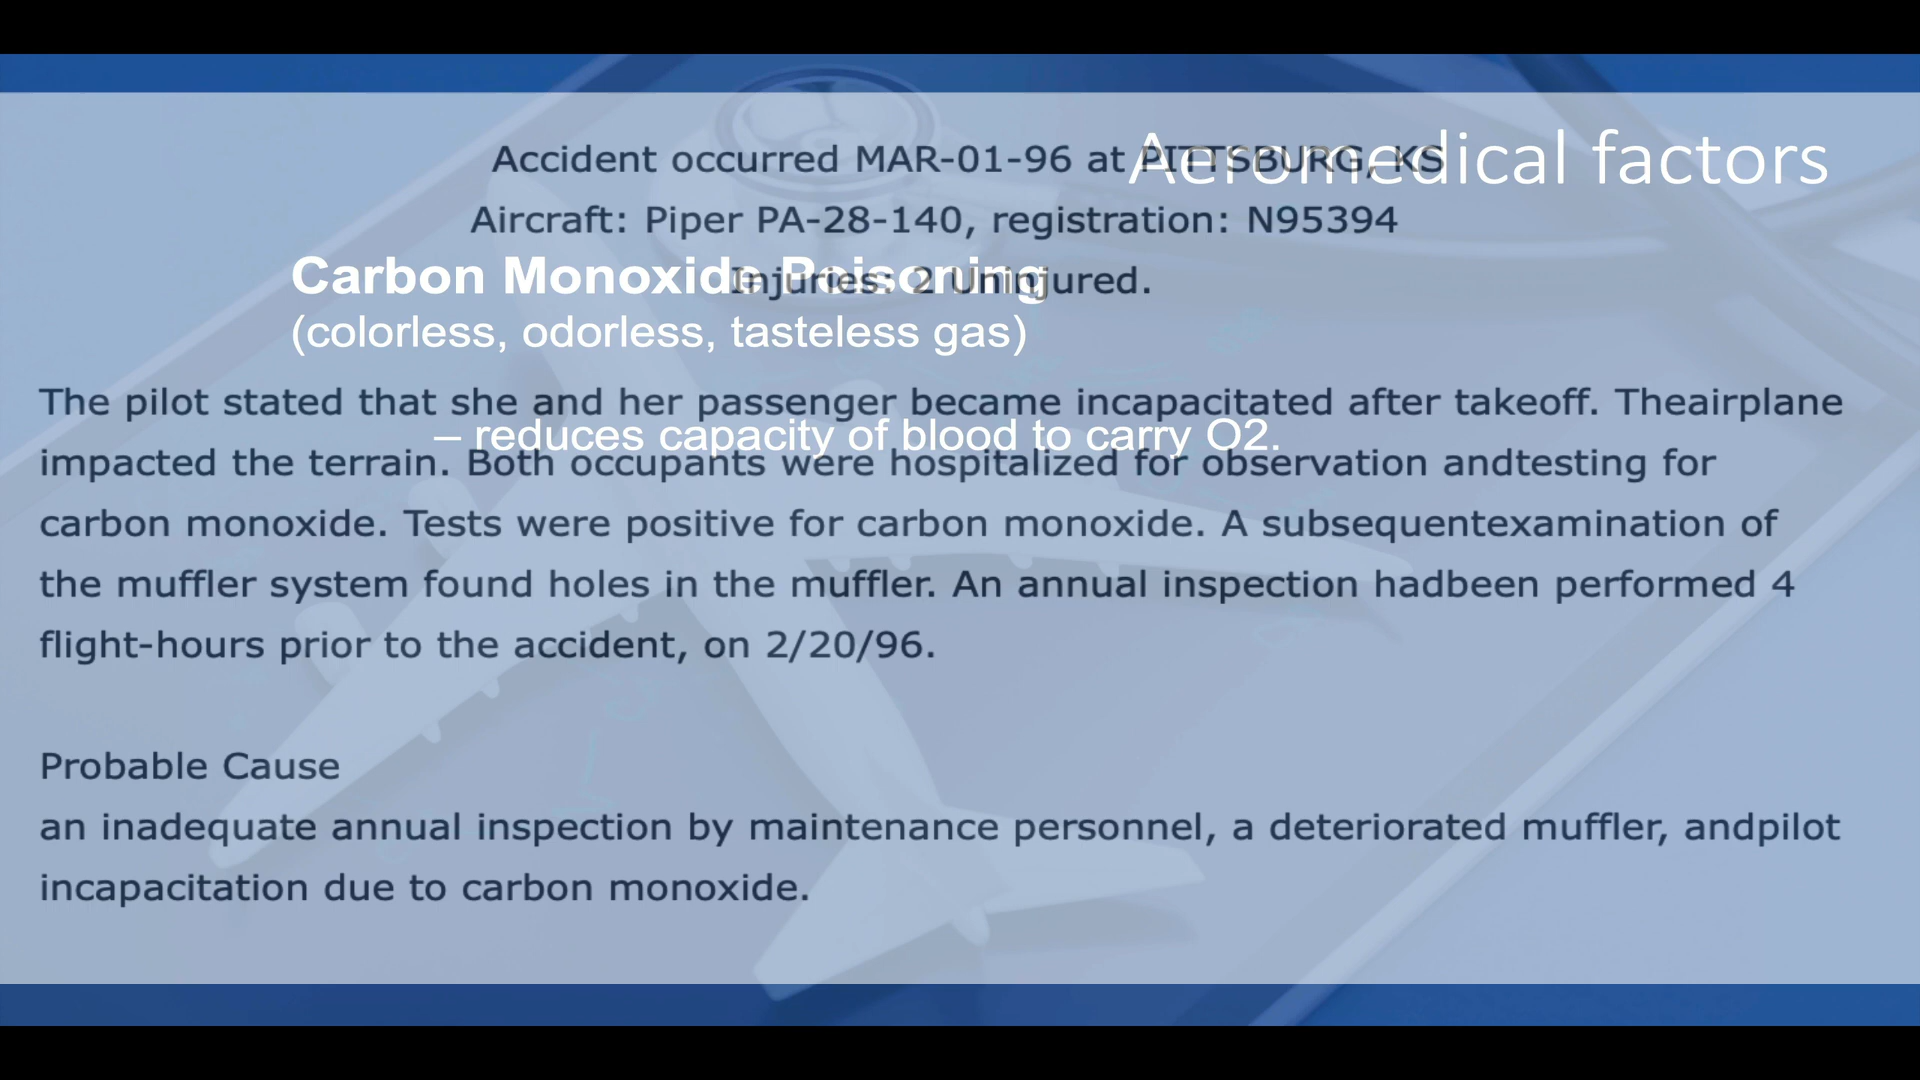 Aeromedical factors
Carbon Monoxide Poisoning
(colorless, odorless, tasteless gas)
– reduces capacity of blood to carry O2.
Accident occurred MAR-01-96 at PITTSBURG, KS
Aircraft: Piper PA-28-140, registration: N95394
Injuries: 2 Uninjured.
The pilot stated that she and her passenger became incapacitated after takeoff. Theairplane
impacted the terrain. Both occupants were hospitalized for observation andtesting for
carbon monoxide. Tests were positive for carbon monoxide. A subsequentexamination of
the muffler system found holes in the muffler. An annual inspection hadbeen performed 4
flight-hours prior to the accident, on 2/20/96.
Probable Cause
an inadequate annual inspection by maintenance personnel, a deteriorated muffler, andpilot
incapacitation due to carbon monoxide.